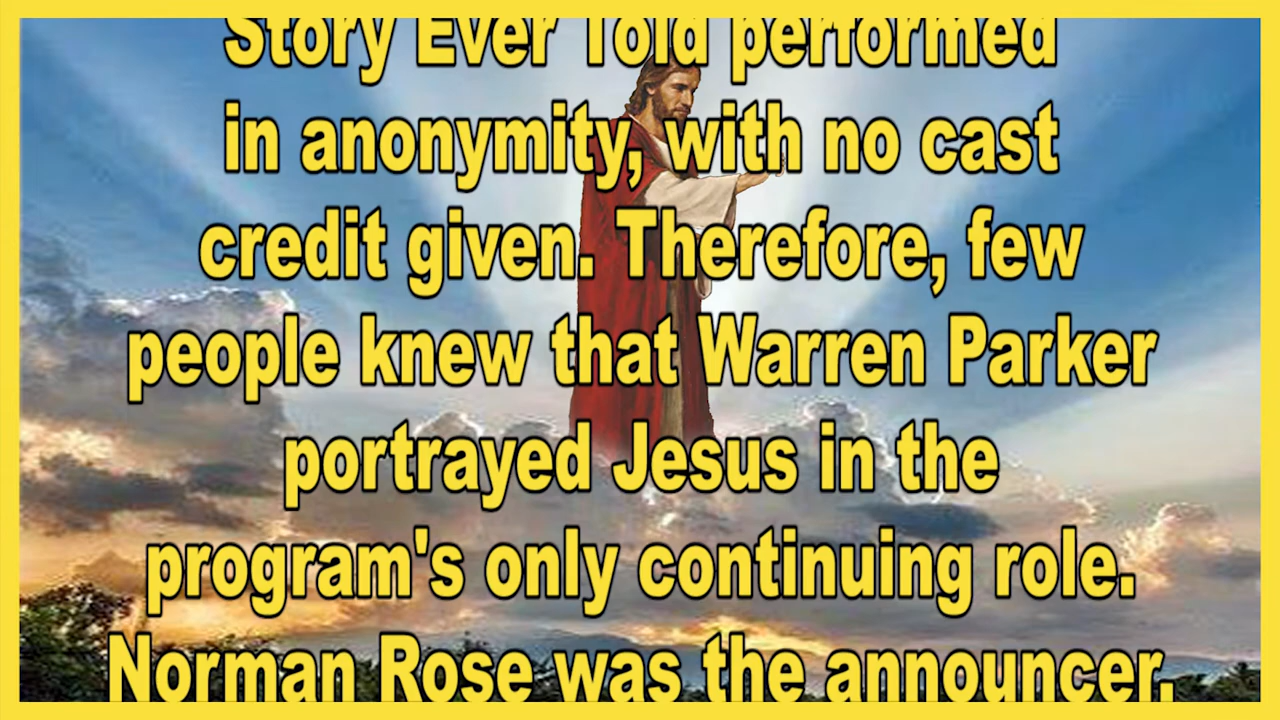 Story Ever Told performed
in anonymity, with no cast
credit given. Therefore, few
people knew that Warren Parker
portrayed Jesus in the
program's only continuing role.
Norman Rose was the announcer.